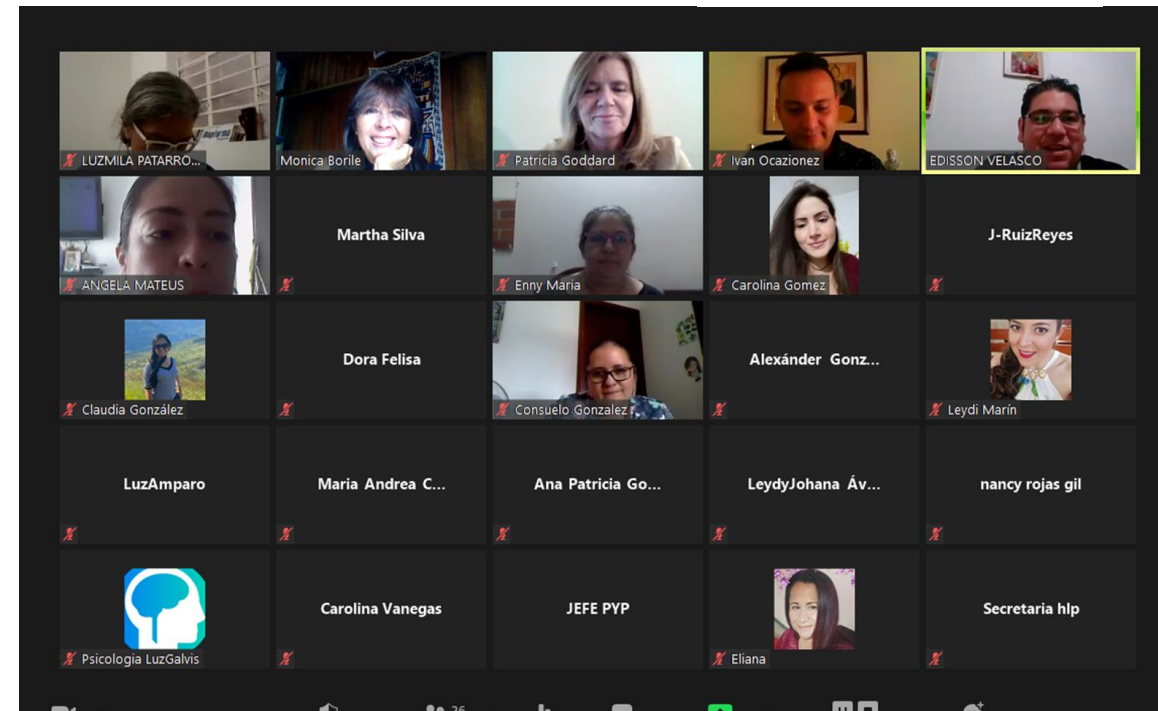 LUZMILA PATARRO...
Monica Borile
Patricia Goddard
Ivan Ocazionez
EDISSON VELASCO
ANGELA MATEUS
Martha Silva
Enny Maria
Carolina Gomez
J-RuizReyes
Claudia González
Dora Felisa
Consuelo Gonzalez
Alexánder Gonz...
Leydi Marín
LuzAmparo
Maria Andrea C...
Ana Patricia Go...
LeydyJohana Áv...
nancy rojas gil
Psicologia LuzGalvis
Carolina Vanegas
JEFE PYP
Eliana
Secretaria hlp
26